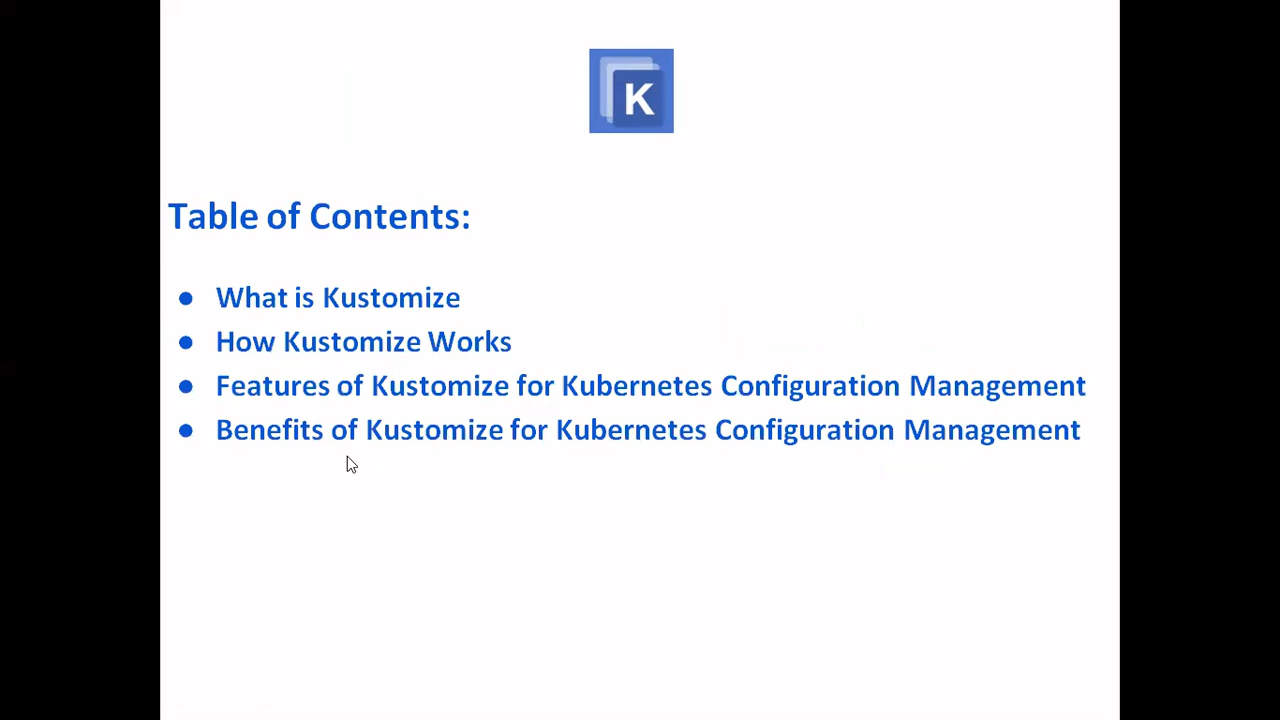 K
Table of Contents:
● What is Kustomize
● How Kustomize Works
● Features of Kustomize for Kubernetes Configuration Management
● Benefits of Kustomize for Kubernetes Configuration Management